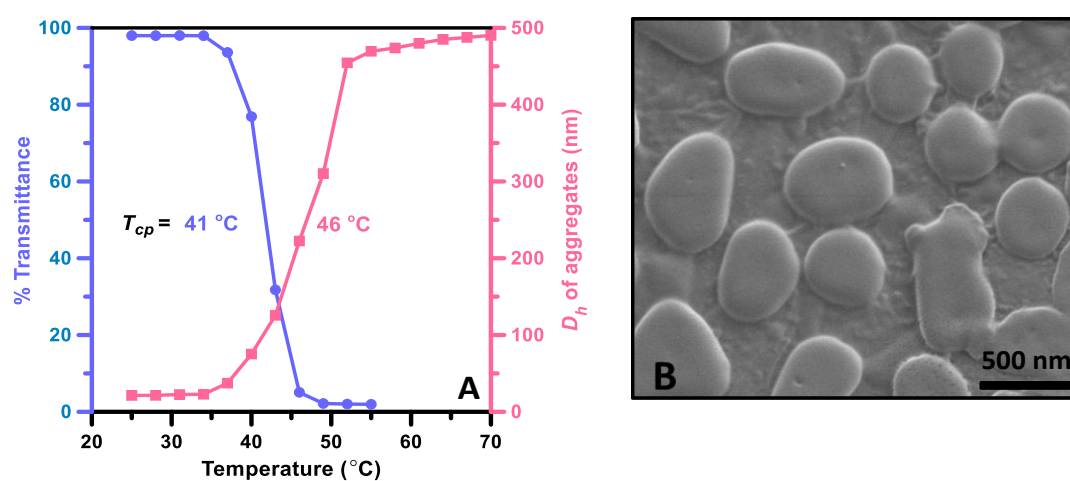 100
80
60
40
20
0
% Transmittance
T_cp = 41 °C
46 °C
A
500
400
300
200
100
0
D_h of aggregates (nm)
20 30 40 50 60 70
Temperature (°C)
B
500 nm